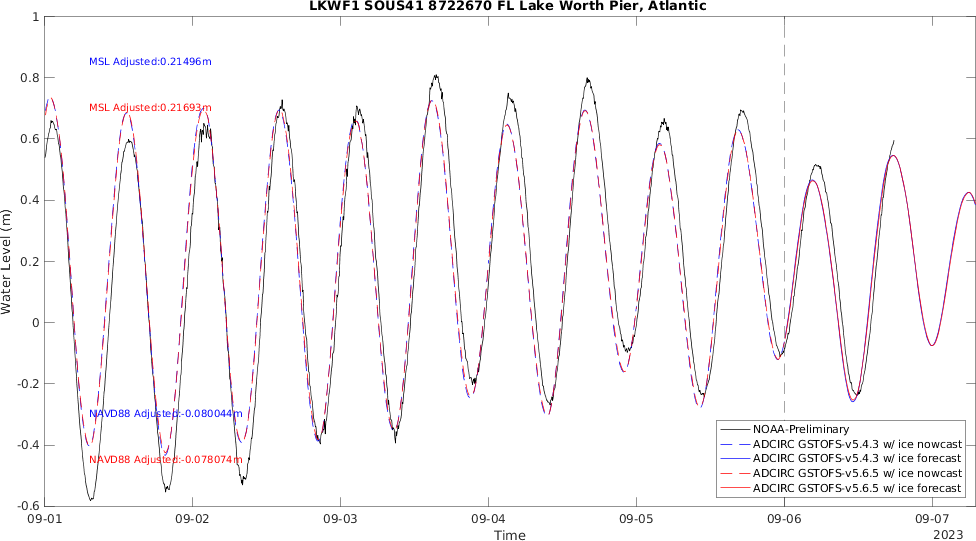 LKWF1 SOUS41 8722670 FL Lake Worth Pier, Atlantic
1
0.8
0.6
0.4
0.2
0
-0.2
-0.4
-0.6
Water Level (m)
MSL Adjusted:0.21496m
MSL Adjusted:0.21693m
NAVD88 Adjusted:-0.080044m
NAVD88 Adjusted:-0.078074m
NOAA-Preliminary
ADCIRC GSTOFS-v5.4.3 w/ ice nowcast
ADCIRC GSTOFS-v5.4.3 w/ ice forecast
ADCIRC GSTOFS-v5.6.5 w/ ice nowcast
ADCIRC GSTOFS-v5.6.5 w/ ice forecast
09-01 09-02 09-03 09-04 09-05 09-06 09-07
Time
2023